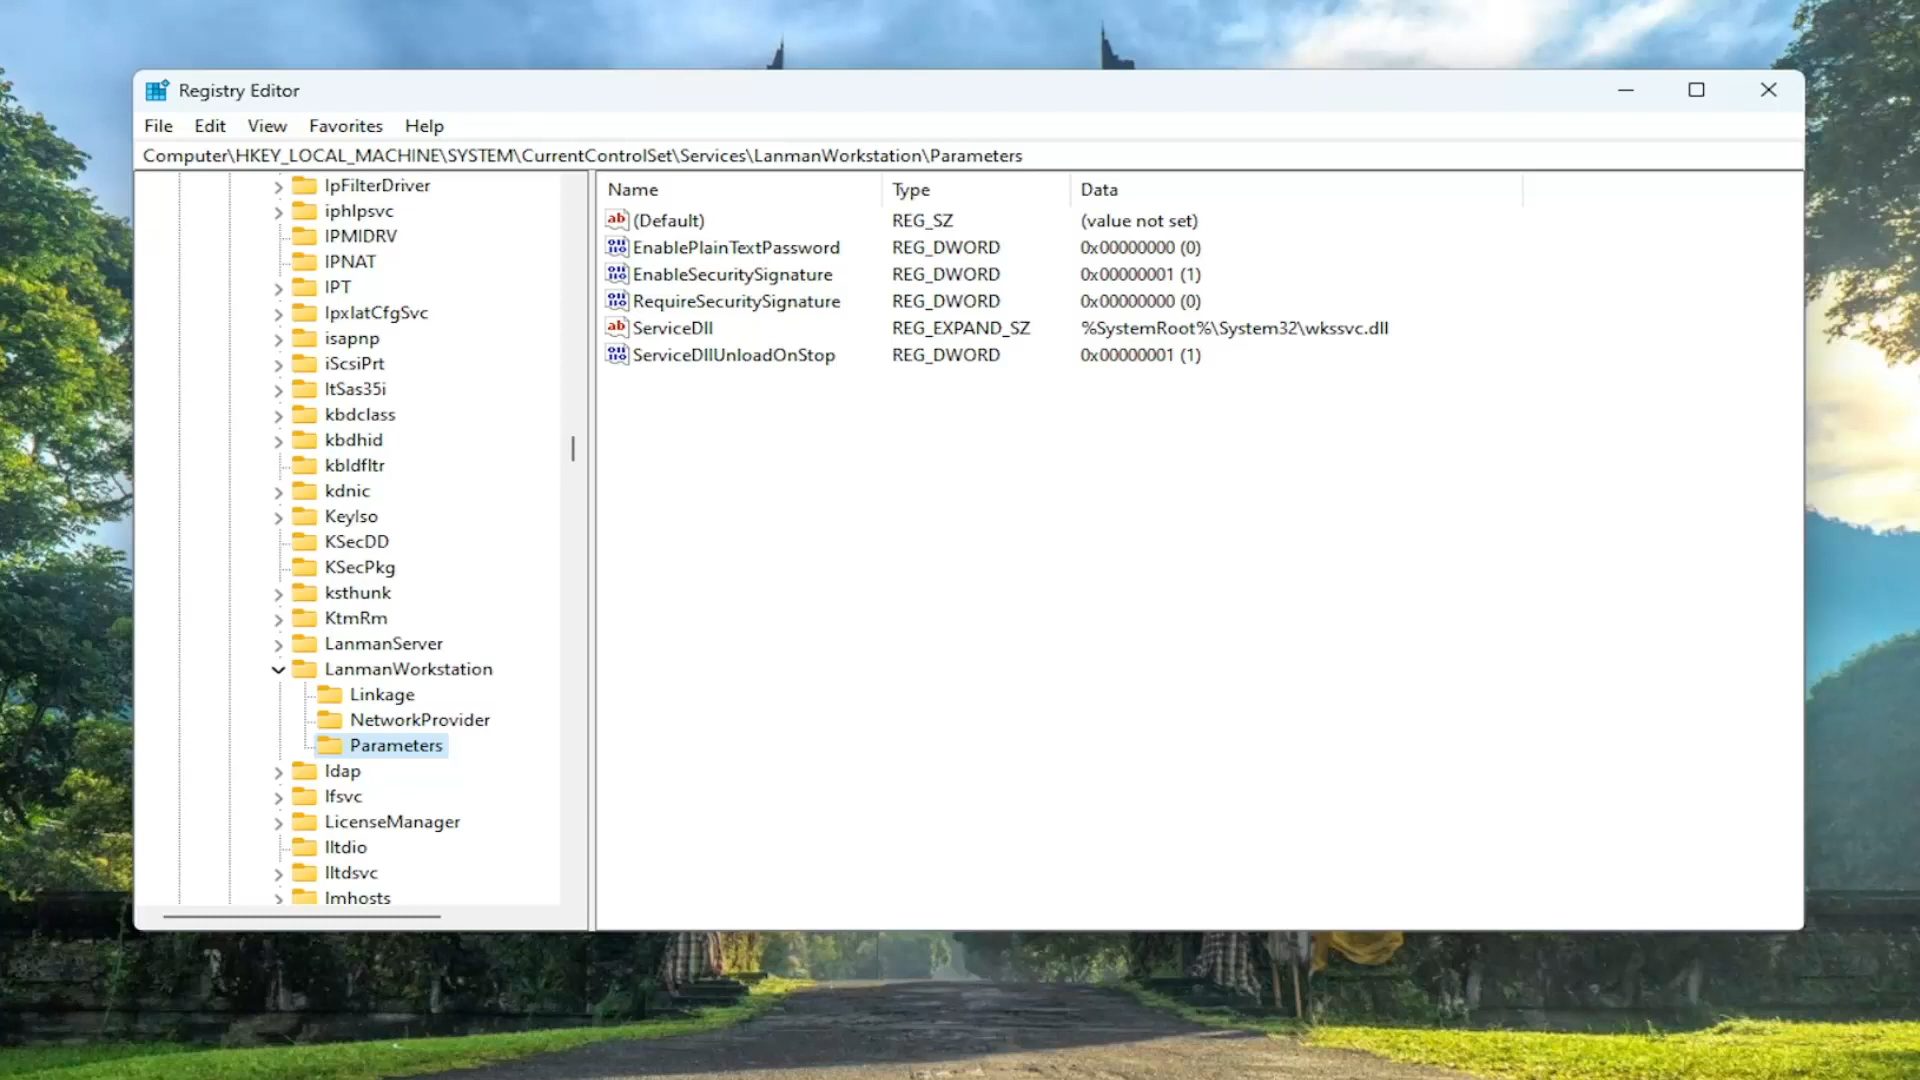 Registry Editor
File Edit View Favorites Help
Computer\HKEY_LOCAL_MACHINE\SYSTEM\CurrentControlSet\Services\LanmanWorkstation\Parameters
IpFilterDriver
iphlpsvc
IPMIDRV
IPNAT
IPT
IpxlatCfgSvc
isapnp
iScsiPrt
ItSas35i
kbdclass
kbdhid
kbldfltr
kdnic
KeyIso
KSecDD
KSecPkg
ksthunk
KtmRm
LanmanServer
LanmanWorkstation
Linkage
NetworkProvider
Parameters
ldap
lfsvc
LicenseManager
lltdio
lltdsvc
lmhosts
Name Type Data
ab (Default) REG_SZ (value not set)
EnablePlainTextPassword REG_DWORD 0x00000000 (0)
EnableSecuritySignature REG_DWORD 0x00000001 (1)
RequireSecuritySignature REG_DWORD 0x00000000 (0)
ab ServiceDll REG_EXPAND_SZ %SystemRoot%\System32\wkssvc.dll
ServiceDllUnloadOnStop REG_DWORD 0x00000001 (1)